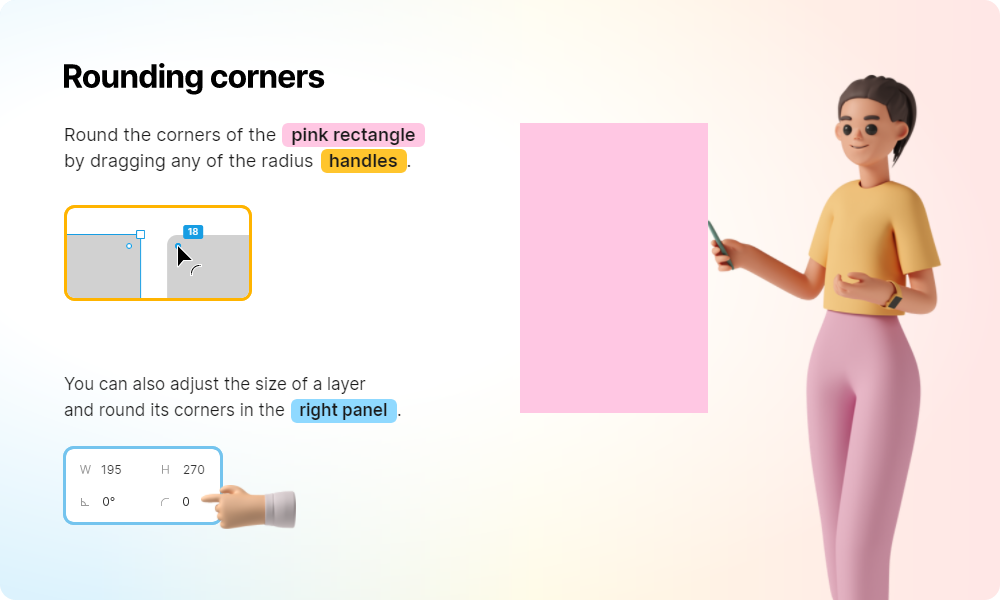 Rounding corners
Round the corners of the pink rectangle
by dragging any of the radius handles.
18
You can also adjust the size of a layer
and round its corners in the right panel.
W 195 H 270
0° 0